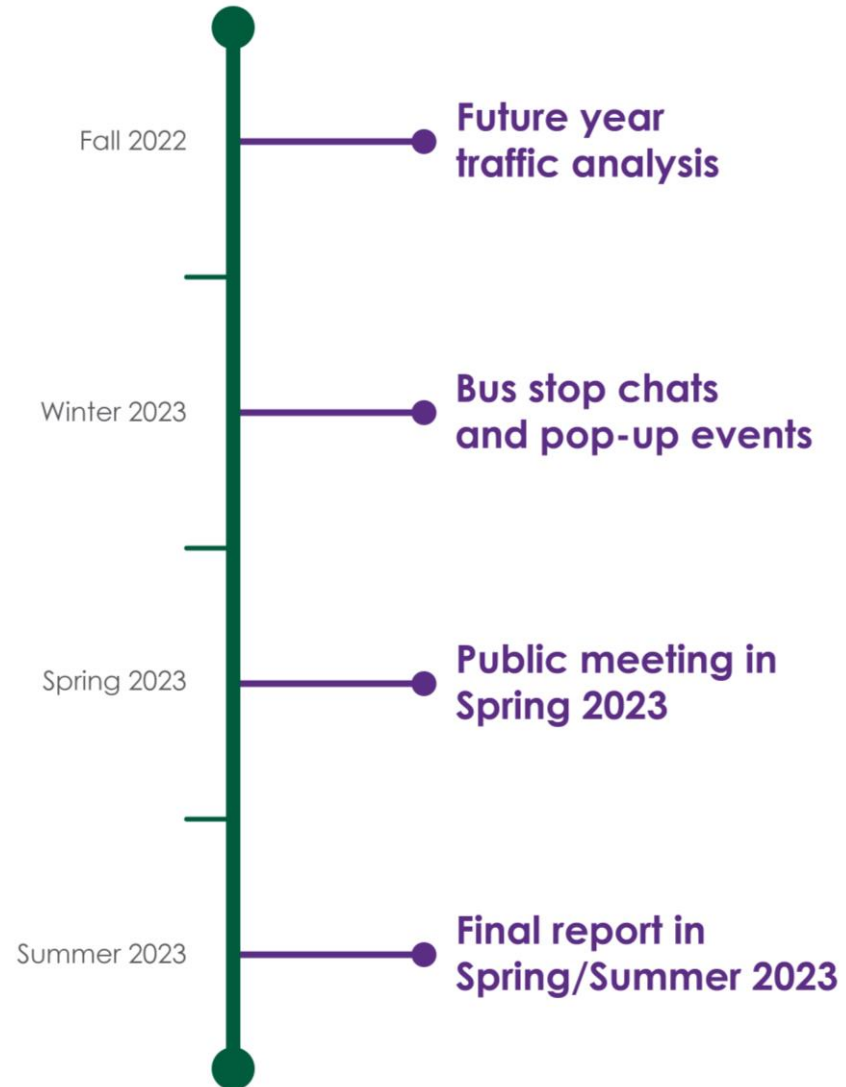 Fall 2022
Future year
traffic analysis
Winter 2023
Bus stop chats
and pop-up events
Spring 2023
Public meeting in
Spring 2023
Summer 2023
Final report in
Spring/Summer 2023